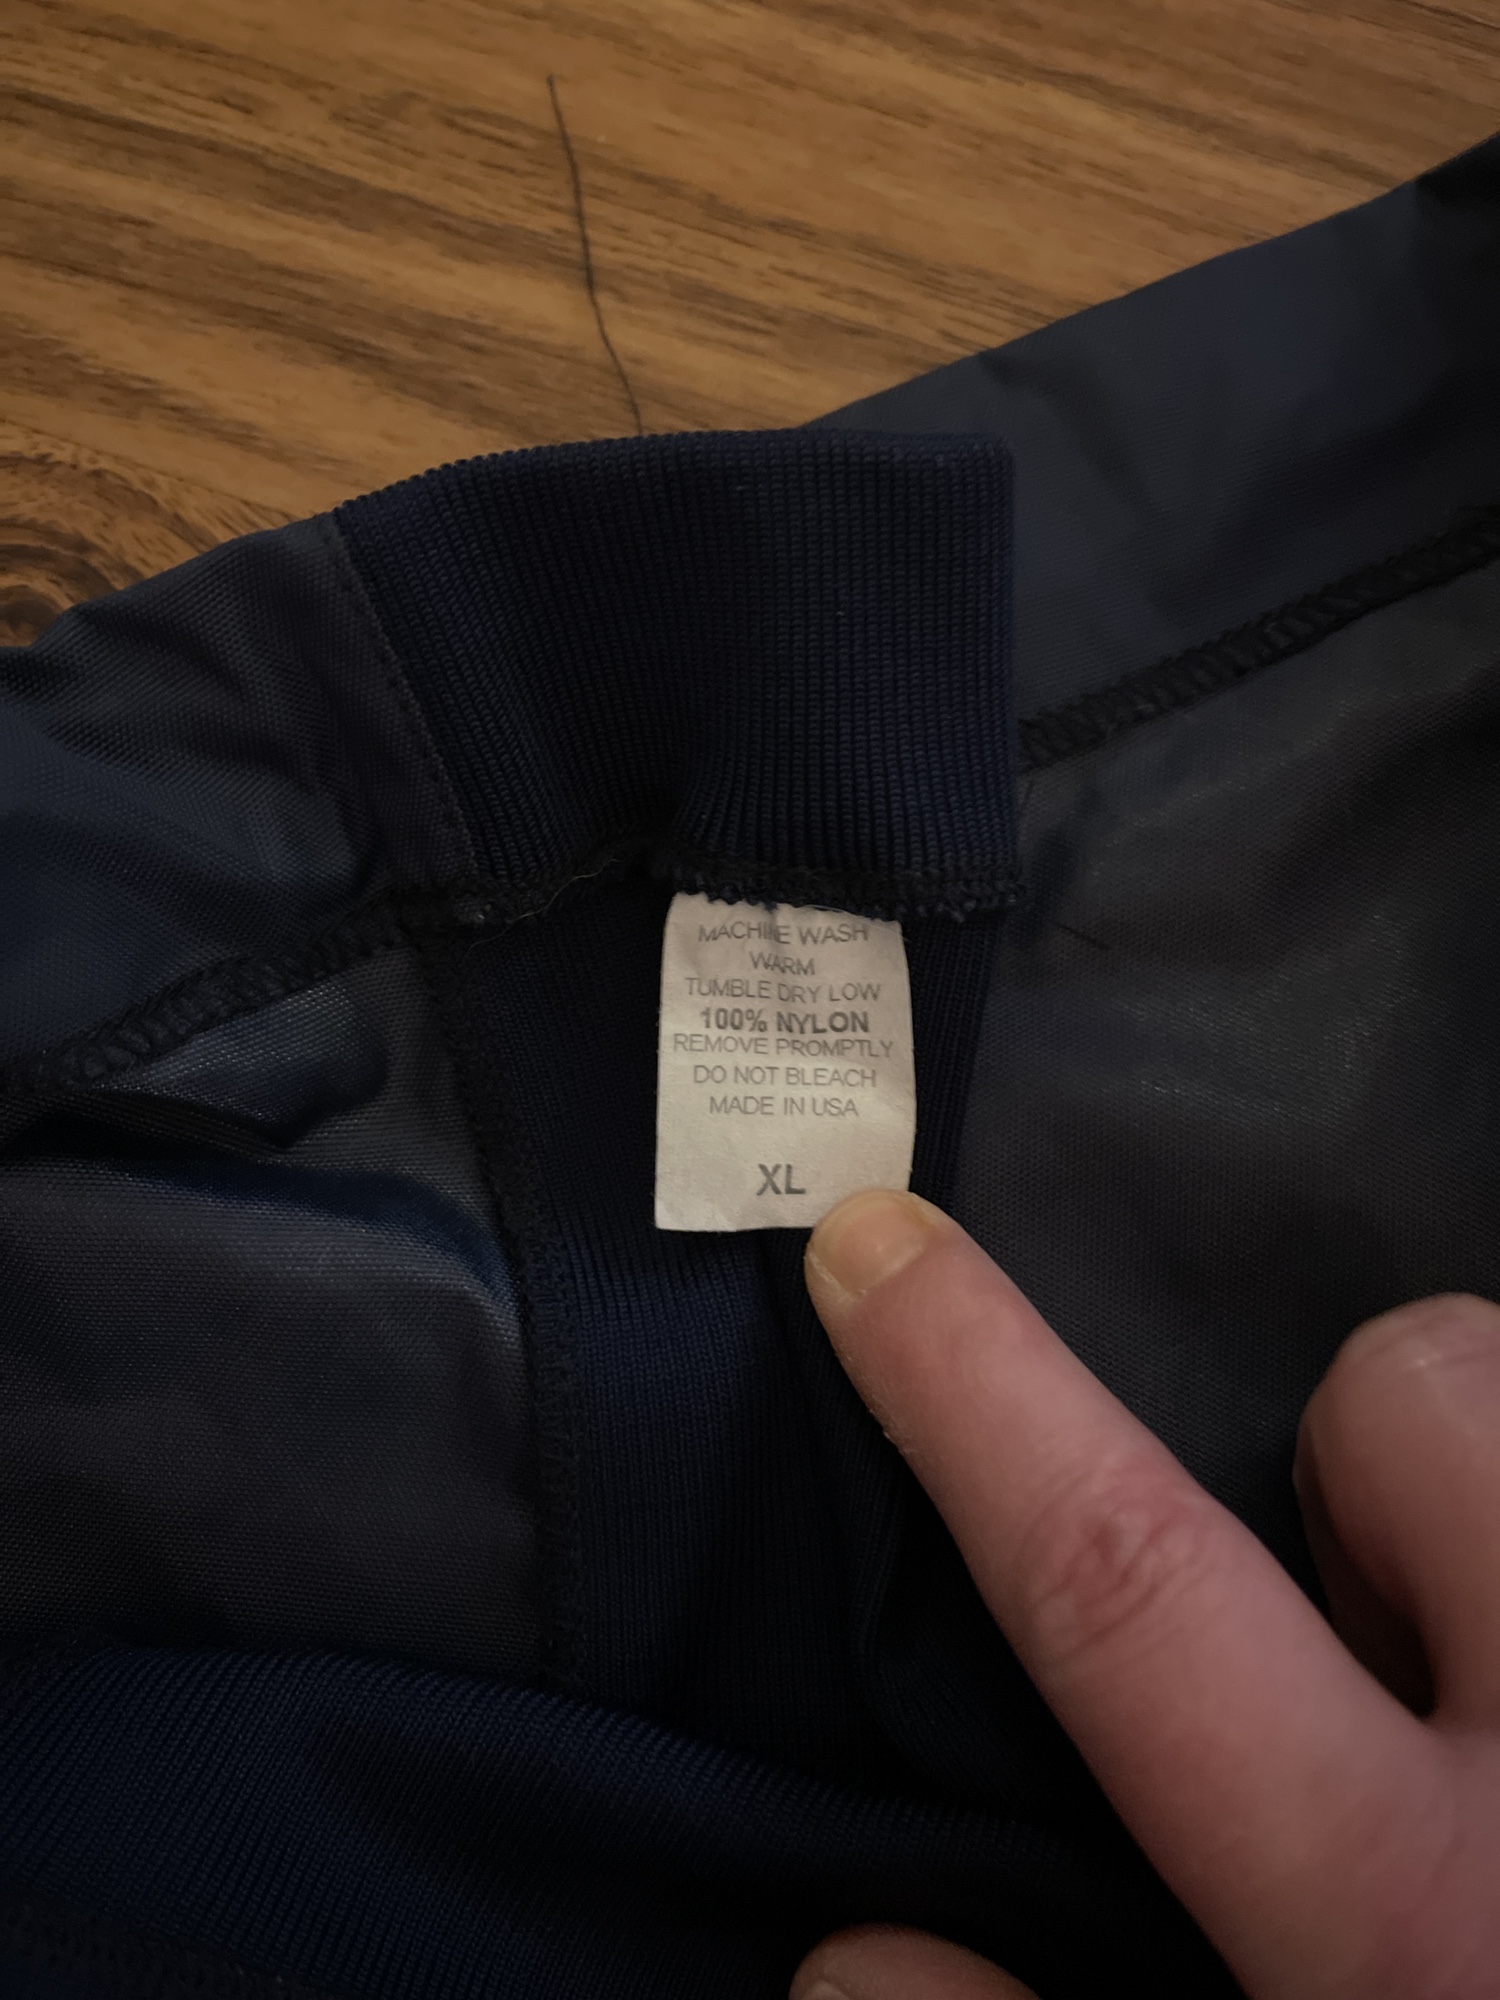 MACHINE WASH
WARM
TUMBLE DRY LOW
100% NYLON
REMOVE PROMPTLY
DO NOT BLEACH
MADE IN USA
XL